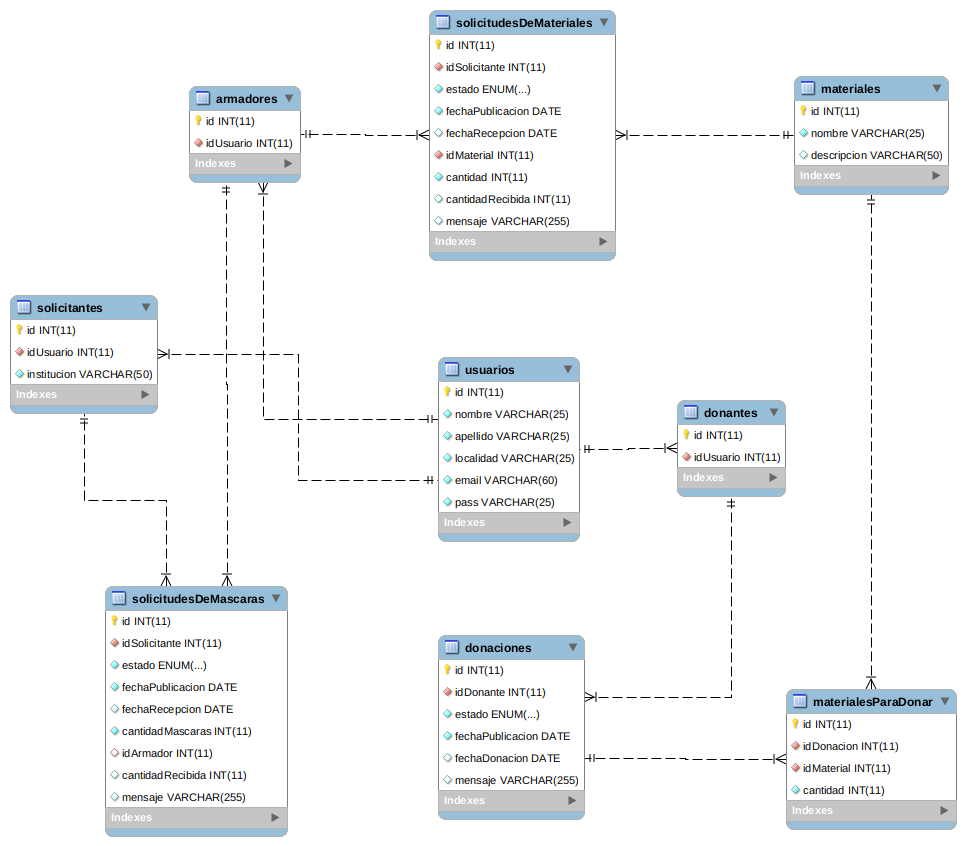 solicitudesDeMateriales
id INT(11)
idSolicitante INT(11)
estado ENUM(...)
fechaPublicacion DATE
fechaRecepcion DATE
idMaterial INT(11)
cantidad INT(11)
cantidadRecibida INT(11)
mensaje VARCHAR(255)
Indexes
armadores
id INT(11)
idUsuario INT(11)
Indexes
materiales
id INT(11)
nombre VARCHAR(25)
descripcion VARCHAR(50)
Indexes
solicitantes
id INT(11)
idUsuario INT(11)
institucion VARCHAR(50)
Indexes
usuarios
id INT(11)
nombre VARCHAR(25)
apellido VARCHAR(25)
localidad VARCHAR(25)
email VARCHAR(60)
pass VARCHAR(25)
Indexes
donantes
id INT(11)
idUsuario INT(11)
Indexes
solicitudesDeMascaras
id INT(11)
idSolicitante INT(11)
estado ENUM(...)
fechaPublicacion DATE
fechaRecepcion DATE
cantidadMascaras INT(11)
idArmador INT(11)
cantidadRecibida INT(11)
mensaje VARCHAR(255)
Indexes
donaciones
id INT(11)
idDonante INT(11)
estado ENUM(...)
fechaPublicacion DATE
fechaDonacion DATE
mensaje VARCHAR(255)
Indexes
materialesParaDonar
id INT(11)
idDonacion INT(11)
idMaterial INT(11)
cantidad INT(11)
Indexes